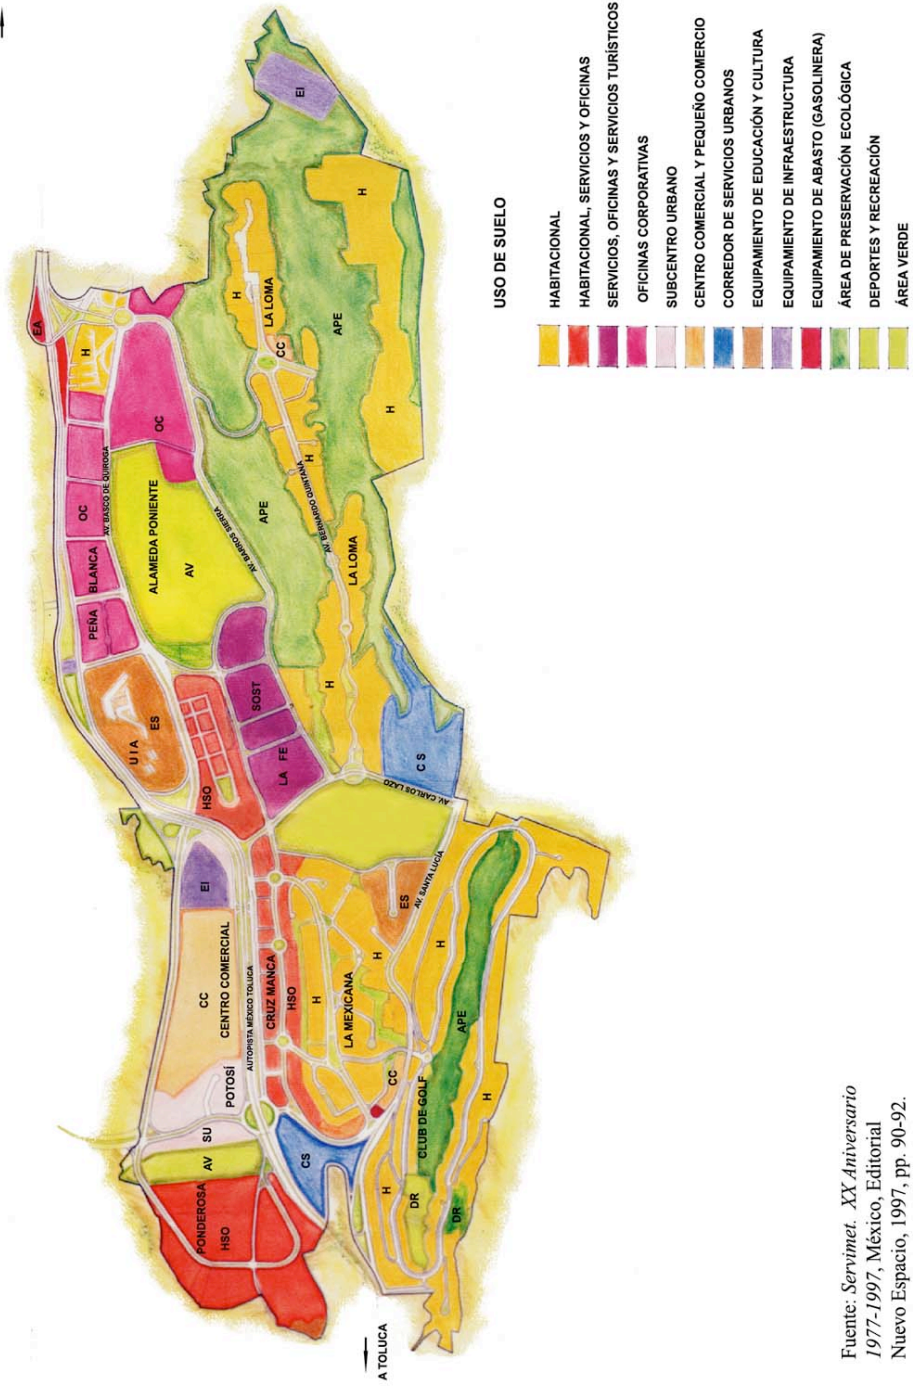 USO DE SUELO
HABITACIONAL
HABITACIONAL, SERVICIOS Y OFICINAS
SERVICIOS, OFICINAS Y SERVICIOS TURÍSTICOS
OFICINAS CORPORATIVAS
SUBCENTRO URBANO
CENTRO COMERCIAL Y PEQUEÑO COMERCIO
CORREDOR DE SERVICIOS URBANOS
EQUIPAMIENTO DE EDUCACIÓN Y CULTURA
EQUIPAMIENTO DE INFRAESTRUCTURA
EQUIPAMIENTO DE ABASTO (GASOLINERA)
ÁREA DE PRESERVACIÓN ECOLÓGICA
DEPORTES Y RECREACIÓN
ÁREA VERDE
EA
H
OC
AV. BASCO DE QUIROGA
OC
BLANCA
PEÑA
ALAMEDA PONIENTE
AV
AV. BARROS SIERRA
U I A
ES
HSO
SOST
LA FE
EI
APE
H
H
LA LOMA
CC
APE
H
H
AV. BERNARDO QUINTANA
APE
LA LOMA
H
C S
AV. CARLOS LAZO
EI
CC
CENTRO COMERCIAL
AUTOPISTA MÉXICO TOLUCA
POTOSÍ
SU
AV
PONDEROSA
HSO
CRUZ MANCA
HSO
H
LA MEXICANA
H
ES
AV. SANTA LUCÍA
H
CC
CS
CLUB DE GOLF
APE
H
H
DR
DR
A TOLUCA
Fuente: Servimet. XX Aniversario
1977-1997, México, Editorial
Nuevo Espacio, 1997, pp. 90-92.